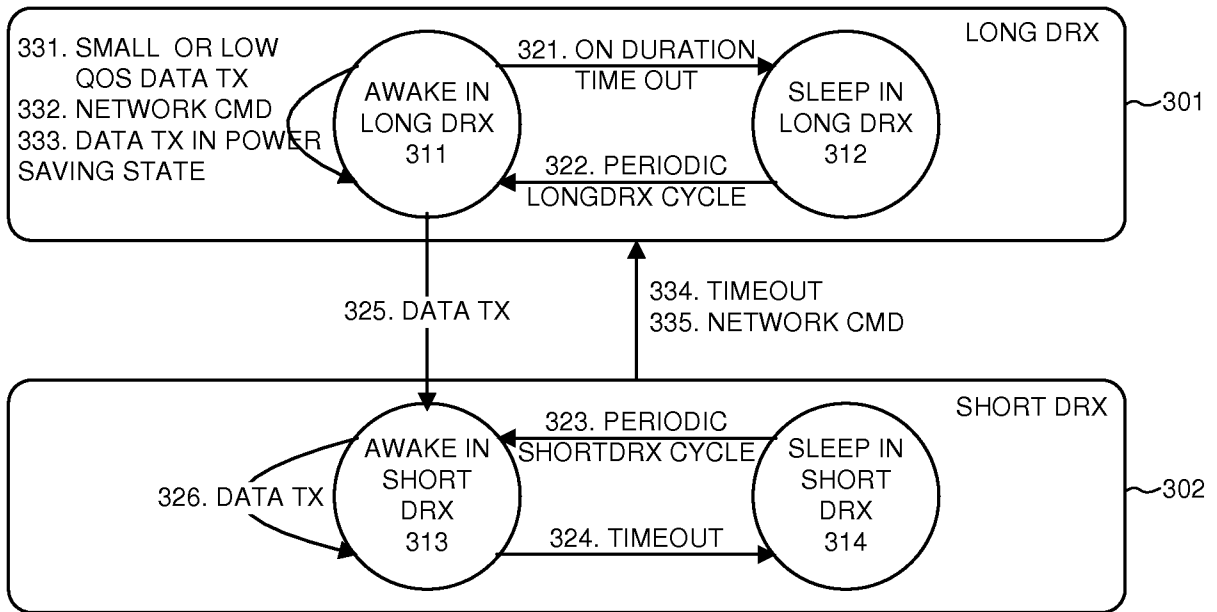 LONG DRX
331. SMALL OR LOW
QOS DATA TX
332. NETWORK CMD
333. DATA TX IN POWER
SAVING STATE
AWAKE IN
LONG DRX
311
321. ON DURATION
TIME OUT
SLEEP IN
LONG DRX
312
322. PERIODIC
LONGDRX CYCLE
301
325. DATA TX
334. TIMEOUT
335. NETWORK CMD
SHORT DRX
AWAKE IN
SHORT
DRX
313
323. PERIODIC
SHORTDRX CYCLE
SLEEP IN
SHORT
DRX
314
326. DATA TX
324. TIMEOUT
302